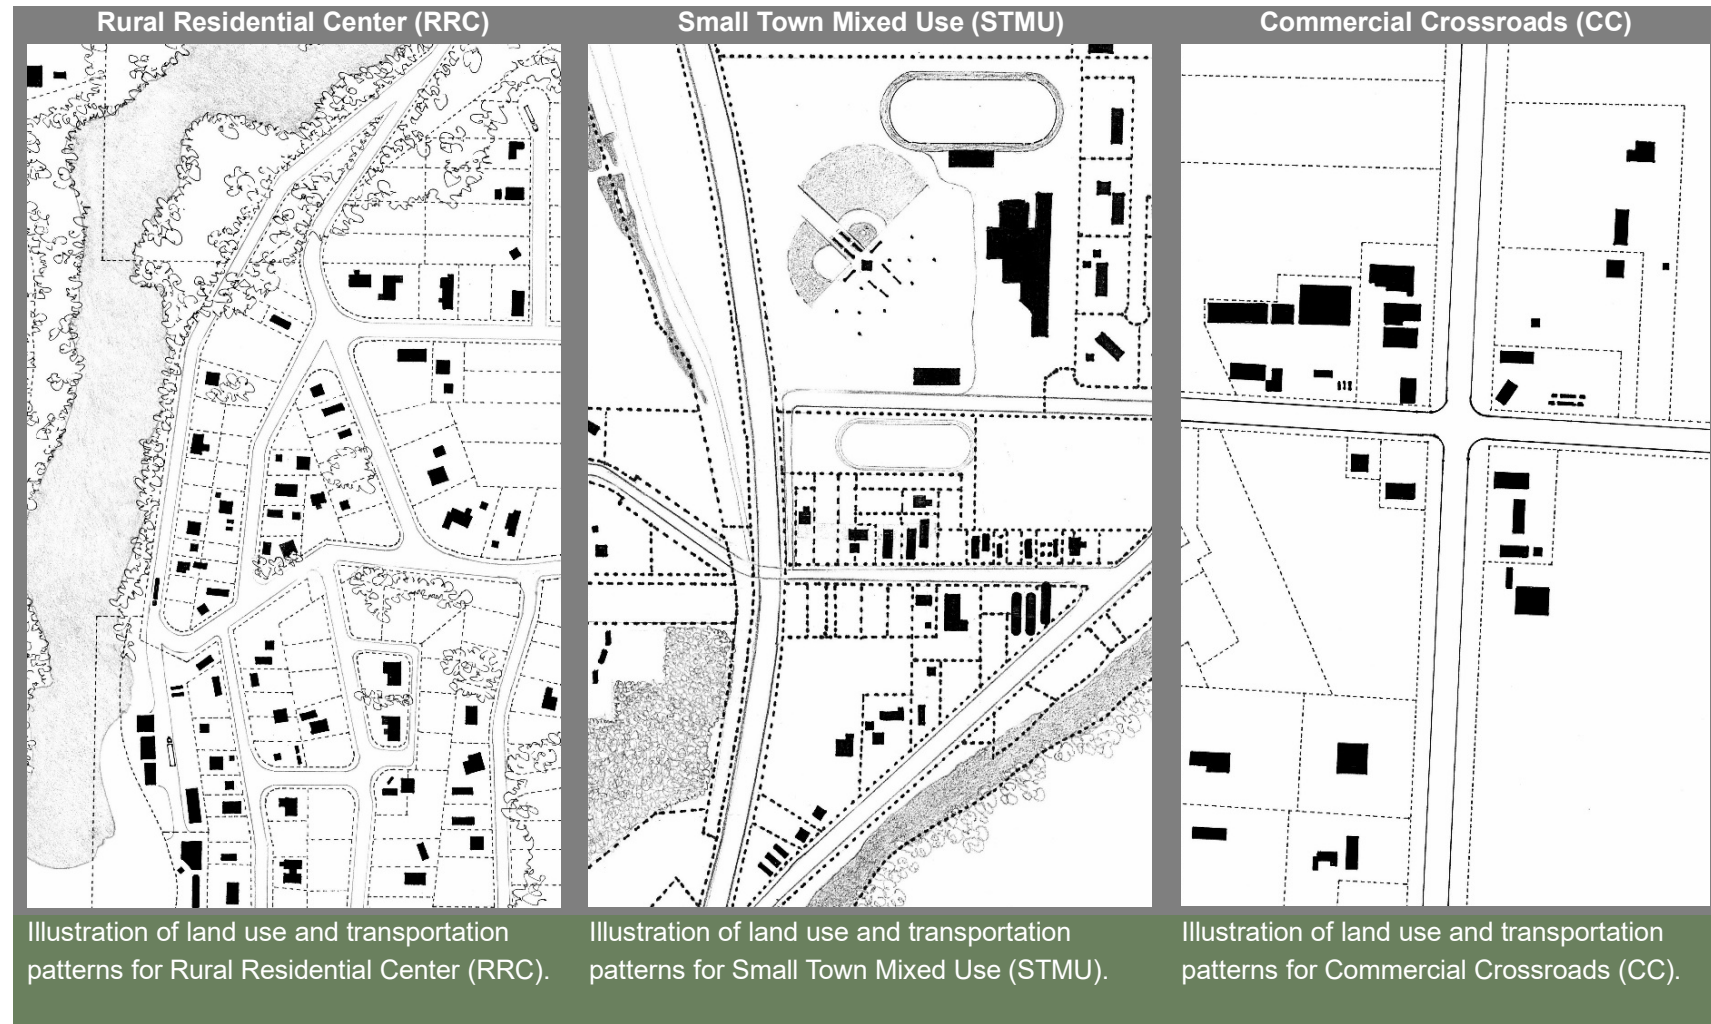 Rural Residential Center (RRC)
Small Town Mixed Use (STMU)
Commercial Crossroads (CC)
Illustration of land use and transportation
patterns for Rural Residential Center (RRC).
Illustration of land use and transportation
patterns for Small Town Mixed Use (STMU).
Illustration of land use and transportation
patterns for Commercial Crossroads (CC).